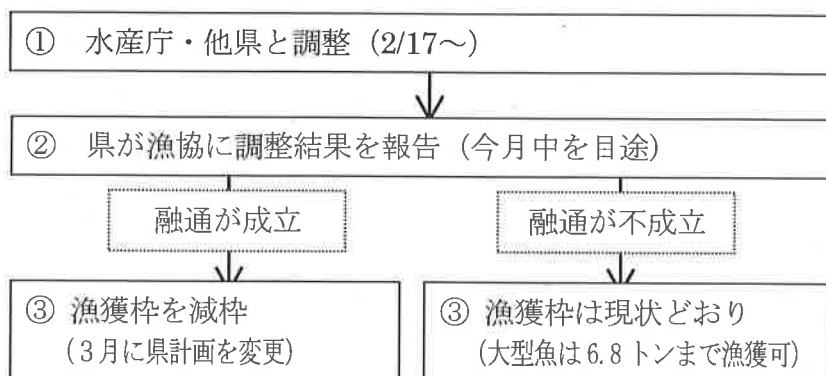 ① 水産庁・他県と調整（2/17～）
② 県が漁協に調整結果を報告（今月中を目途）
融通が成立
融通が不成立
③ 漁獲枠を減枠
（３月に県計画を変更）
③ 漁獲枠は現状どおり
（大型魚は6.8トンまで漁獲可）